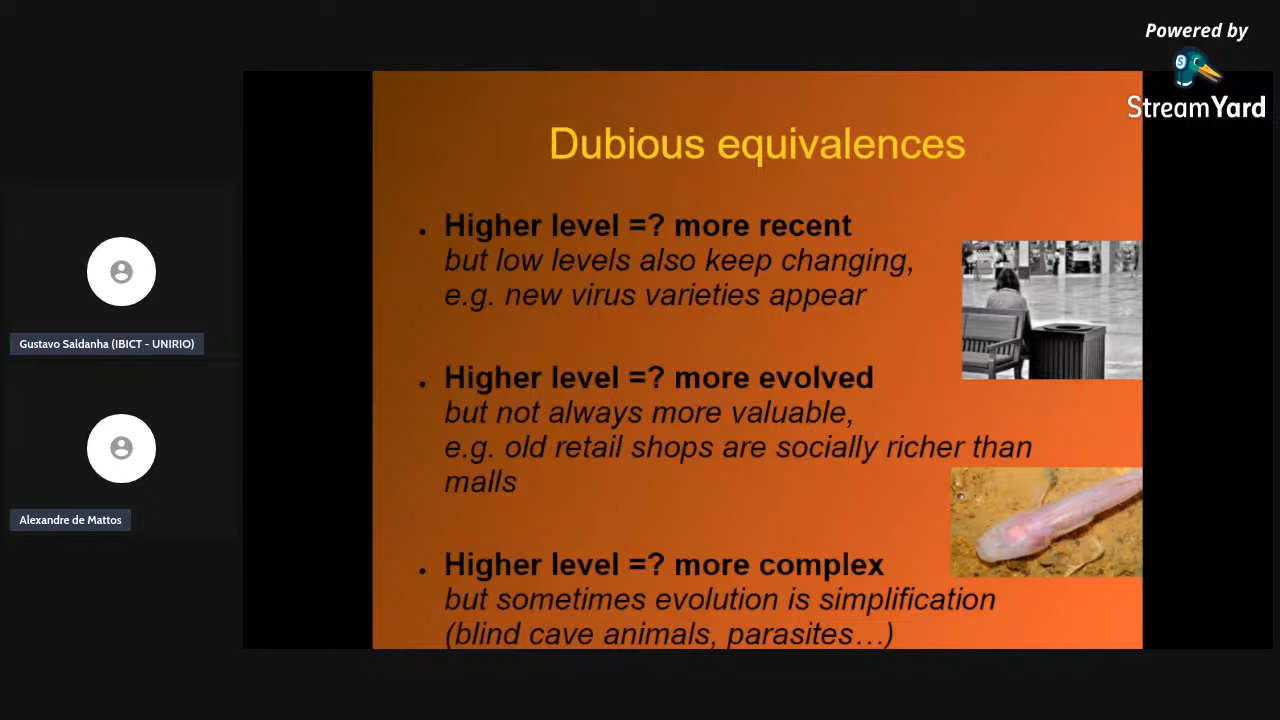 Powered by
StreamYard
Dubious equivalences
• Higher level =? more recent
but low levels also keep changing,
e.g. new virus varieties appear
• Higher level =? more evolved
but not always more valuable,
e.g. old retail shops are socially richer than
malls
• Higher level =? more complex
but sometimes evolution is simplification
(blind cave animals, parasites…)
Gustavo Saldanha (IBICT - UNIRIO)
Alexandre de Mattos